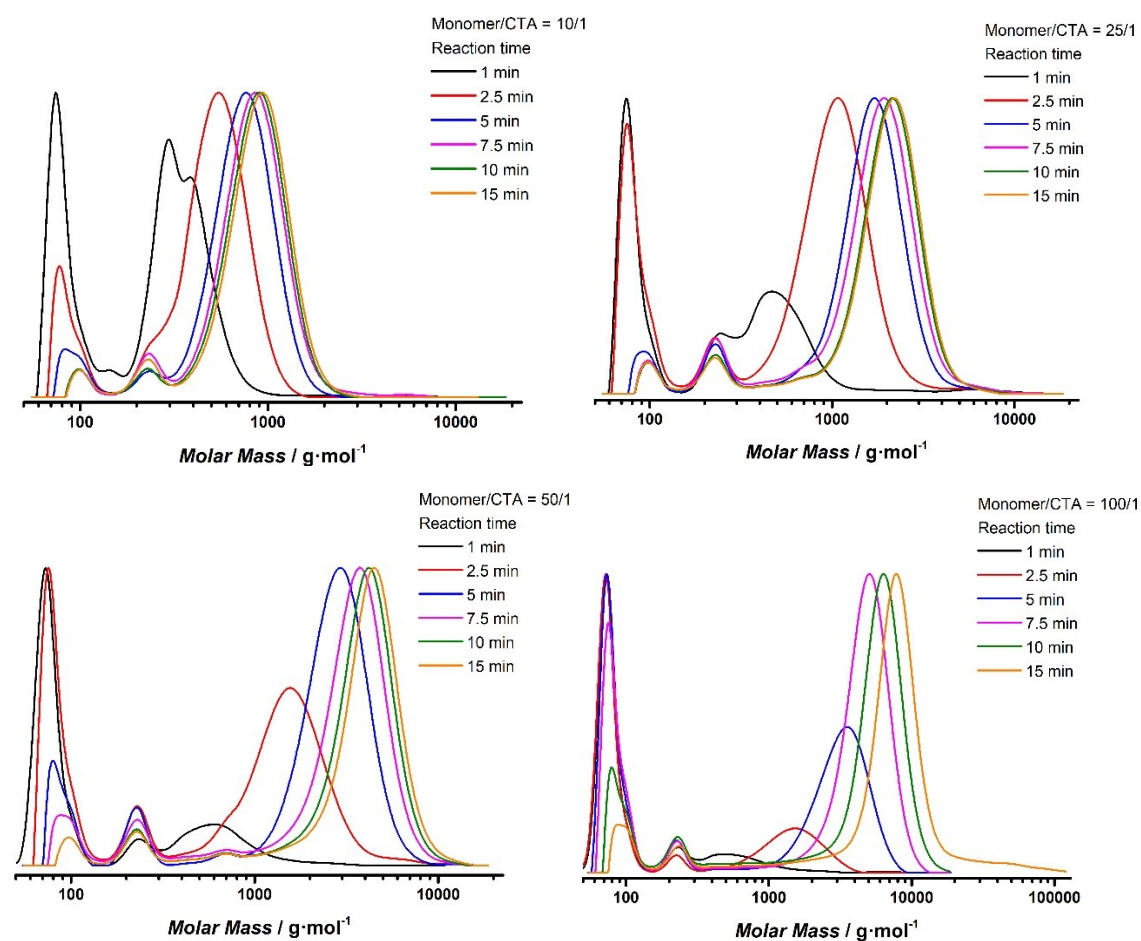 Monomer/CTA = 10/1
Reaction time
1 min
2.5 min
5 min
7.5 min
10 min
15 min
100
1000
10000
Molar Mass / g·mol⁻¹
Monomer/CTA = 25/1
Reaction time
1 min
2.5 min
5 min
7.5 min
10 min
15 min
100
1000
10000
Molar Mass / g·mol⁻¹
Monomer/CTA = 50/1
Reaction time
1 min
2.5 min
5 min
7.5 min
10 min
15 min
100
1000
10000
Molar Mass / g·mol⁻¹
Monomer/CTA = 100/1
Reaction time
1 min
2.5 min
5 min
7.5 min
10 min
15 min
100
1000
10000
100000
Molar Mass / g·mol⁻¹